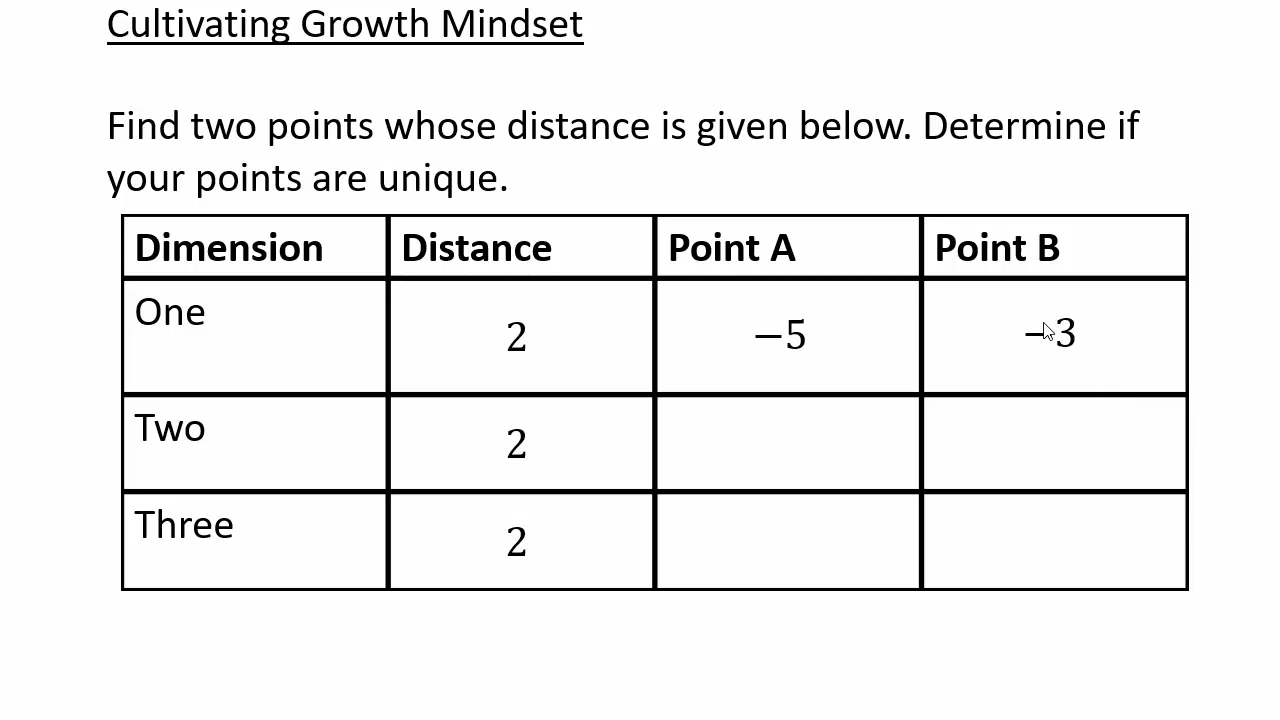 Cultivating Growth Mindset
Find two points whose distance is given below. Determine if
your points are unique.
Dimension Distance Point A Point B
One 2 −5 −3
Two 2
Three 2